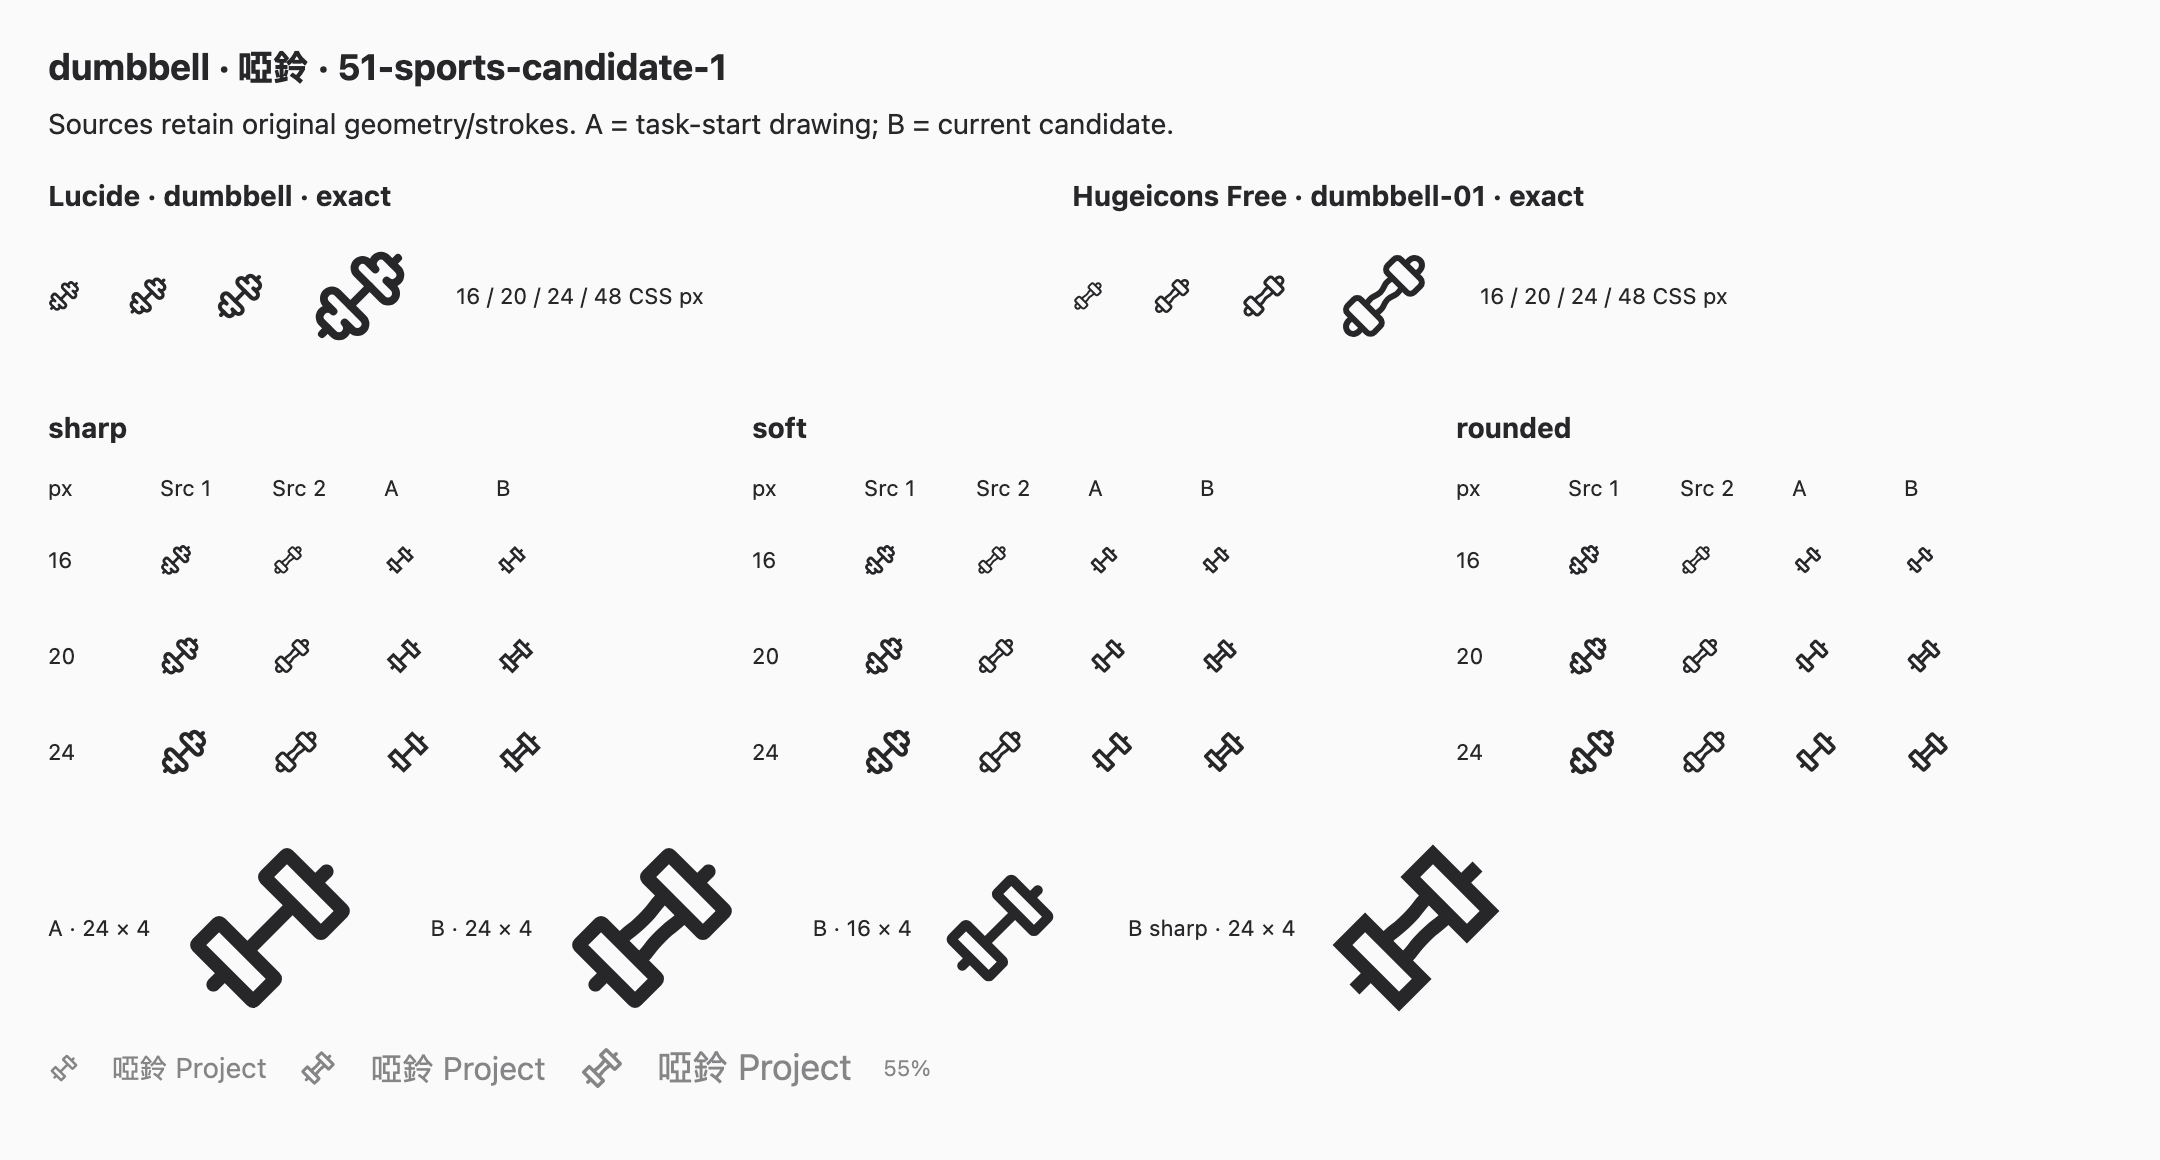 dumbbell · 啞鈴 · 51-sports-candidate-1
Sources retain original geometry/strokes. A = task-start drawing; B = current candidate.
Lucide · dumbbell · exact
Hugeicons Free · dumbbell-01 · exact
16 / 20 / 24 / 48 CSS px
16 / 20 / 24 / 48 CSS px
sharp
soft
rounded
px Src 1 Src 2 A B
px Src 1 Src 2 A B
px Src 1 Src 2 A B
16
16
16
20
20
20
24
24
24
A · 24 × 4
B · 24 × 4
B · 16 × 4
B sharp · 24 × 4
啞鈴 Project
啞鈴 Project
啞鈴 Project
55%